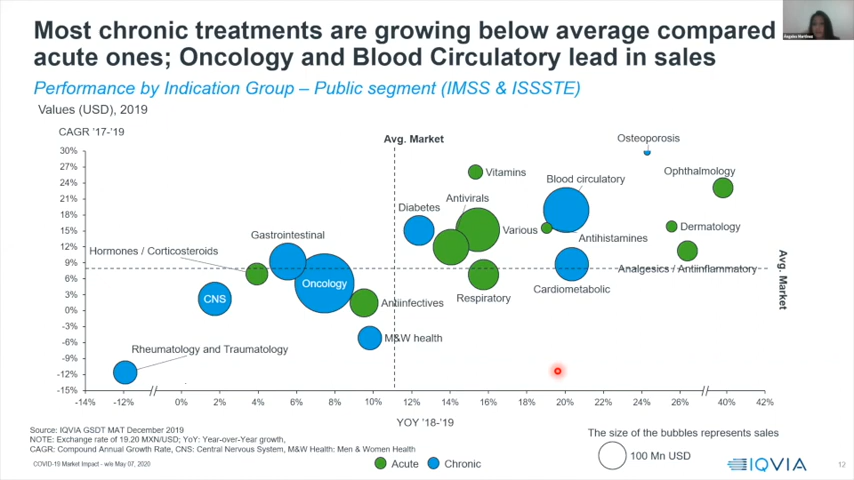 Most chronic treatments are growing below average compared
acute ones; Oncology and Blood Circulatory lead in sales
Performance by Indication Group – Public segment (IMSS & ISSSTE)
Values (USD), 2019
CAGR '17-'19
Avg. Market
30%
27%
24%
21%
18%
15%
12%
9%
6%
3%
0%
-3%
-6%
-9%
-12%
-15%
Osteoporosis
Vitamins
Blood circulatory
Ophthalmology
Diabetes
Antivirals
Various
Dermatology
Gastrointestinal
Antihistamines
Hormones / Corticosteroids
Analgesics / Antiinflammatory
Avg. Market
Oncology
Cardiometabolic
CNS
Antiinfectives
Respiratory
M&W health
Rheumatology and Traumatology
-14%
-12%
0%
2%
4%
6%
8%
10%
12%
14%
16%
18%
20%
22%
24%
26%
40%
42%
YOY '18-'19
Source: IQVIA GSDT MAT December 2019
NOTE: Exchange rate of 19.20 MXN/USD; YoY: Year-over-Year growth,
CAGR: Compound Annual Growth Rate, CNS: Central Nervous System, M&W Health: Men & Women Health
COVID-19 Market Impact - w/e May 07, 2020
Acute
Chronic
The size of the bubbles represents sales
100 Mn USD
IQVIA
12
Angeles Martinez